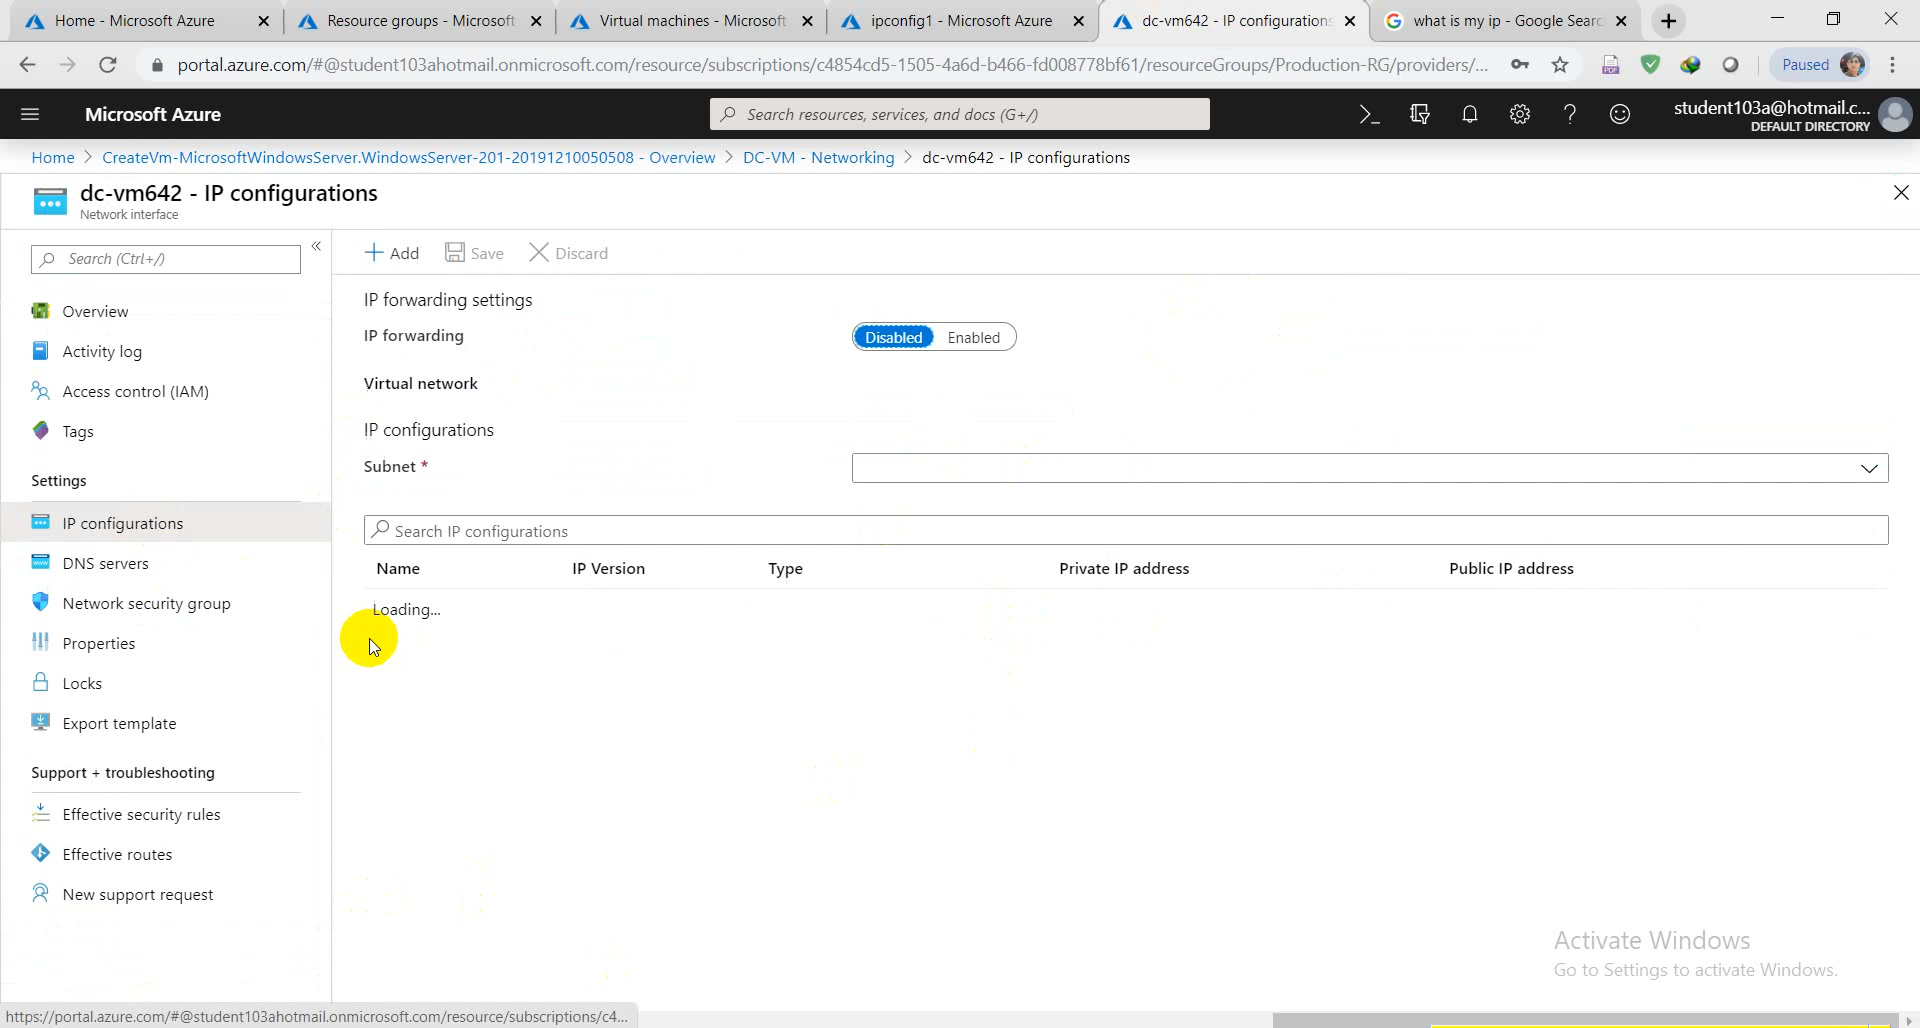 Home - Microsoft Azure
Resource groups - Microsoft
Virtual machines - Microsoft
ipconfig1 - Microsoft Azure
dc-vm642 - IP configurations
what is my ip - Google Searc
portal.azure.com/#@student103ahotmail.onmicrosoft.com/resource/subscriptions/c4854cd5-1505-4a6d-b466-fd008778bf61/resourceGroups/Production-RG/providers/...
PDF
Paused
Microsoft Azure
Search resources, services, and docs (G+/)
student103a@hotmail.c...
DEFAULT DIRECTORY
Home > CreateVm-MicrosoftWindowsServer.WindowsServer-201-20191210050508 - Overview > DC-VM - Networking > dc-vm642 - IP configurations
dc-vm642 - IP configurations
Network interface
Search (Ctrl+/)
«
Overview
Activity log
Access control (IAM)
Tags
Settings
IP configurations
DNS servers
Network security group
Properties
Locks
Export template
Support + troubleshooting
Effective security rules
Effective routes
New support request
Add
Save
Discard
IP forwarding settings
IP forwarding
Disabled
Enabled
Virtual network
IP configurations
Subnet *
Search IP configurations
Name
IP Version
Type
Private IP address
Public IP address
Loading...
Activate Windows
Go to Settings to activate Windows.
https://portal.azure.com/#@student103ahotmail.onmicrosoft.com/resource/subscriptions/c4...